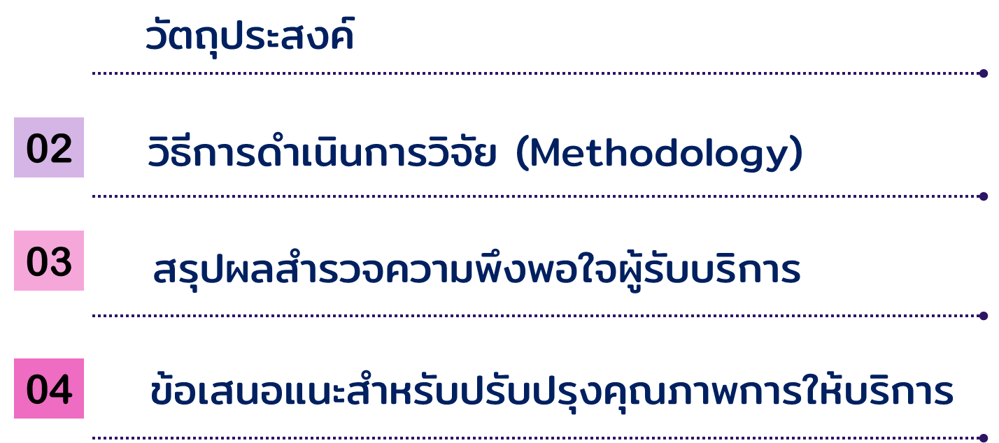 วัตถุประสงค์
02 วิธีการดำเนินการวิจัย (Methodology)
03 สรุปผลสำรวจความพึงพอใจผู้รับบริการ
04 ข้อเสนอแนะสำหรับปรับปรุงคุณภาพการให้บริการ